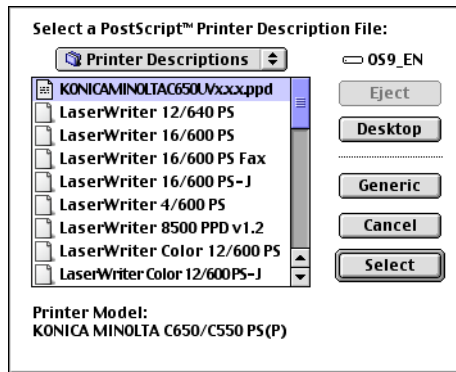 Select a PostScript™ Printer Description File:
Printer Descriptions
OS9_EN
KONICAMINOLTAC650UVxxx.ppd
LaserWriter 12/640 PS
LaserWriter 16/600 PS
LaserWriter 16/600 PS Fax
LaserWriter 16/600 PS-J
LaserWriter 4/600 PS
LaserWriter 8500 PPD v1.2
LaserWriter Color 12/600 PS
LaserWriter Color 12/600 PS-J
Eject
Desktop
Generic
Cancel
Select
Printer Model:
KONICA MINOLTA C650/C550 PS(P)